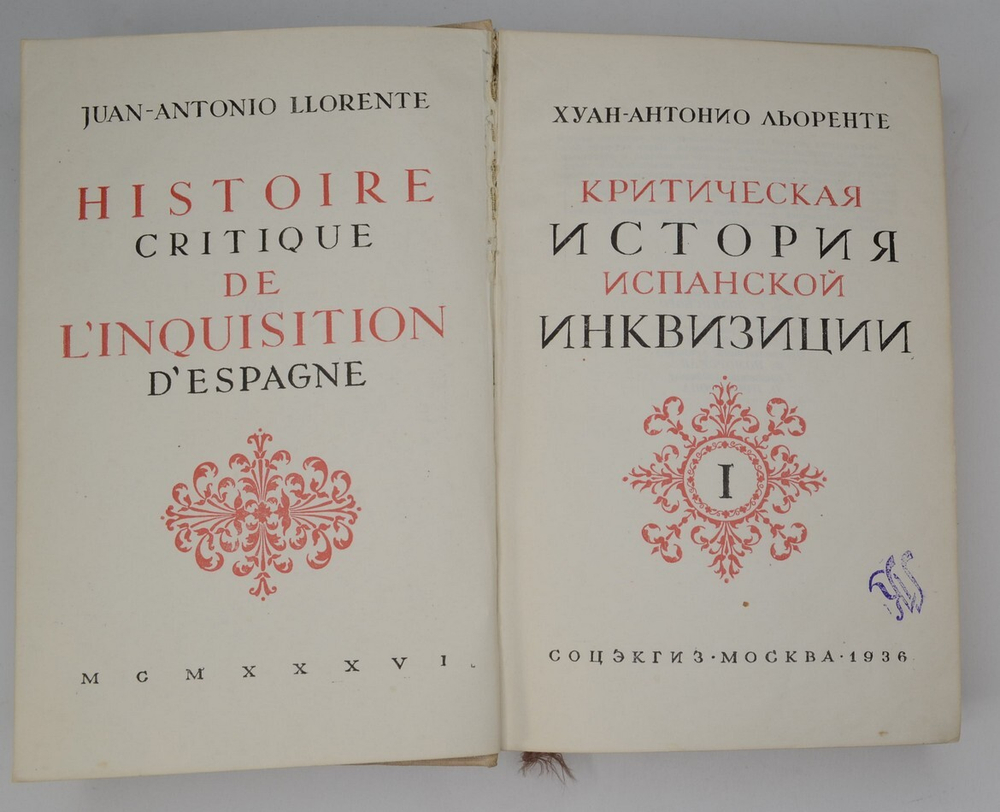 JUAN-ANTONIO LLORENTE
HISTOIRE
CRITIQUE
DE
L'INQUISITION
D'ESPAGNE
MCMXXXVI
ХУАН-АНТОНИО ЛЬОРЕНТЕ
КРИТИЧЕСКАЯ
ИСТОРИЯ
ИСПАНСКОЙ
ИНКВИЗИЦИИ
I
СОЦЭКГИЗ·МОСКВА·1936